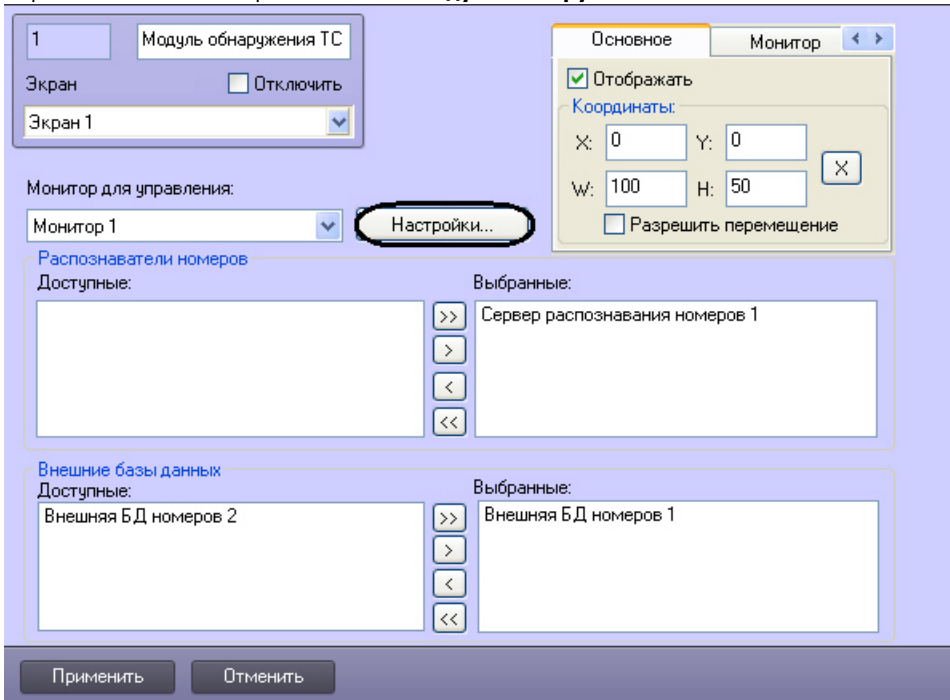 1 Модуль обнаружения ТС
Экран Отключить
Экран 1
Основное Монитор
Отображать
Координаты:
X: 0 Y: 0
W: 100 H: 50
X
Разрешить перемещение
Монитор для управления:
Монитор 1 Настройки...
Распознаватели номеров
Доступные: Выбранные:
Сервер распознавания номеров 1
>>
>
<
<<
Внешние базы данных
Доступные: Выбранные:
Внешняя БД номеров 2 Внешняя БД номеров 1
>>
>
<
<<
Применить Отменить